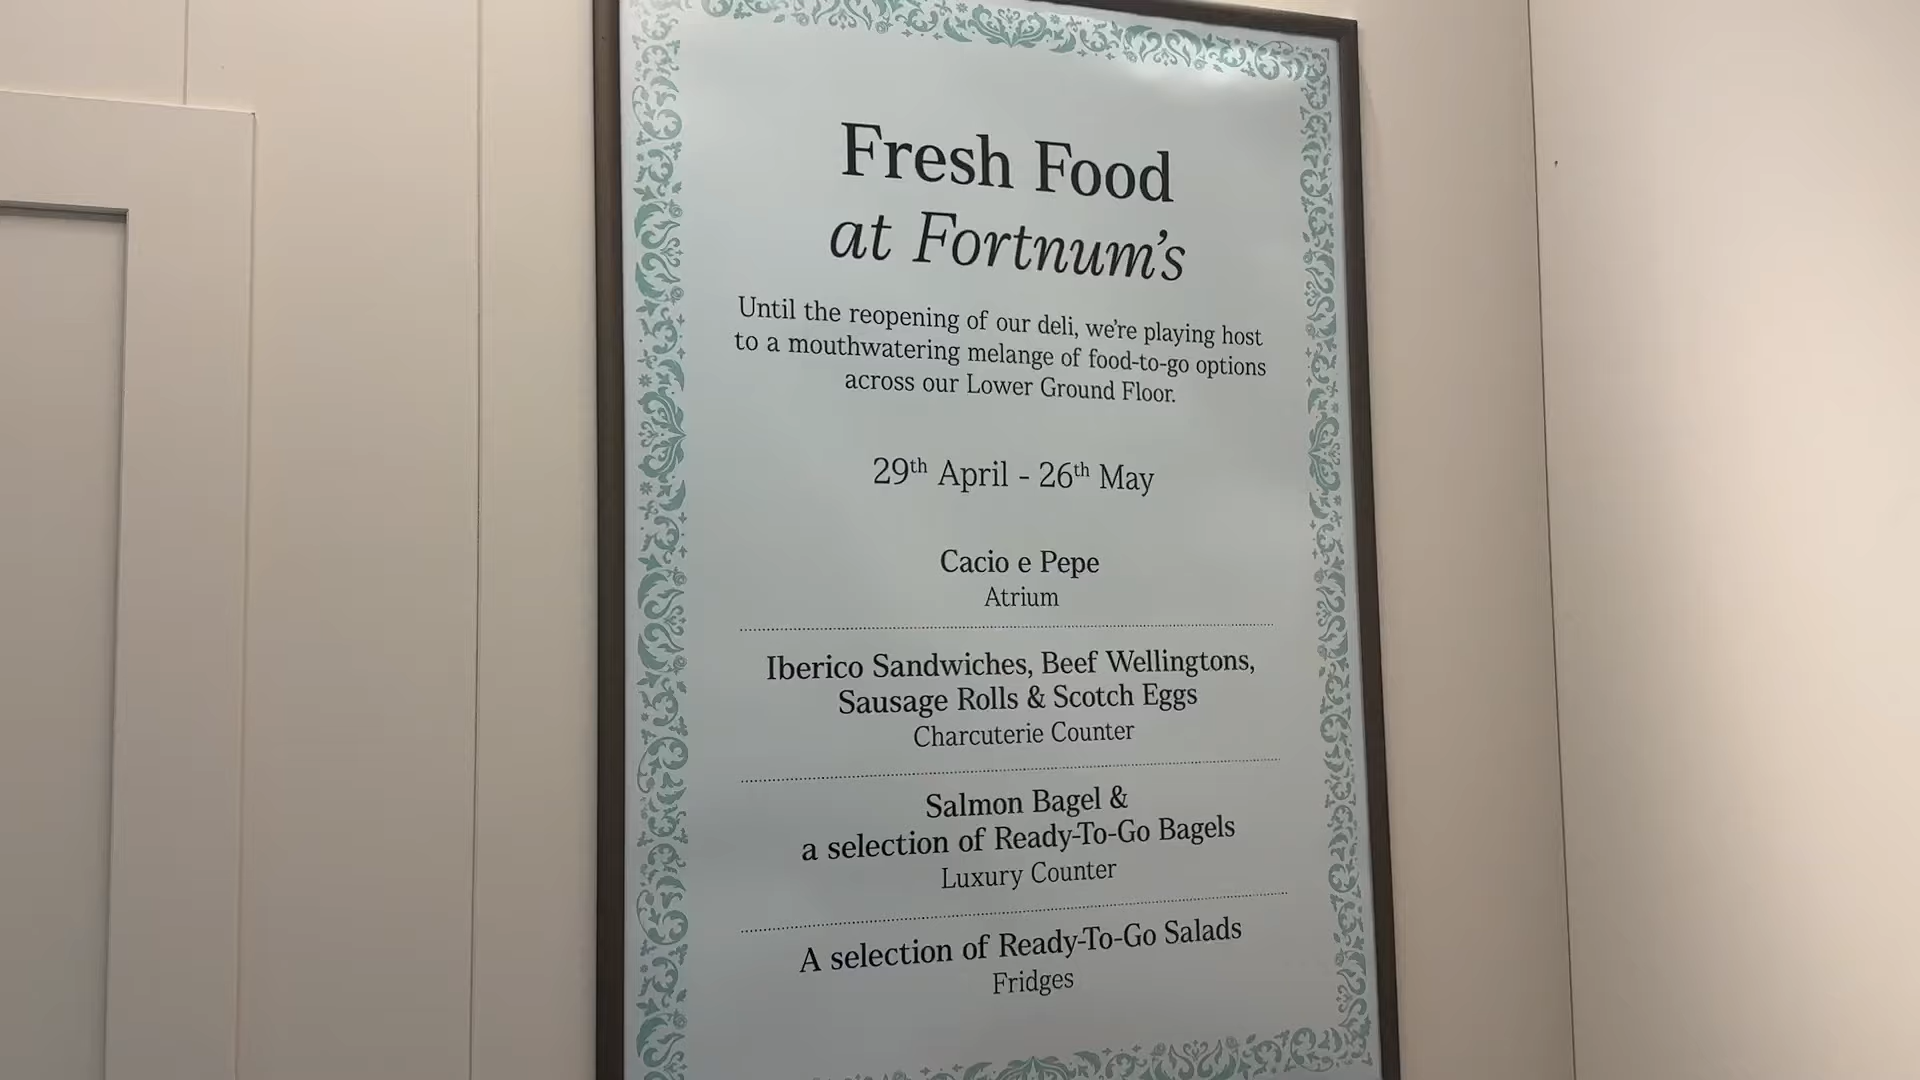 Fresh Food
at Fortnum's
Until the reopening of our deli, we're playing host
to a mouthwatering melange of food-to-go options
across our Lower Ground Floor.
29th April - 26th May
Cacio e Pepe
Atrium
Iberico Sandwiches, Beef Wellingtons,
Sausage Rolls & Scotch Eggs
Charcuterie Counter
Salmon Bagel &
a selection of Ready-To-Go Bagels
Luxury Counter
A selection of Ready-To-Go Salads
Fridges